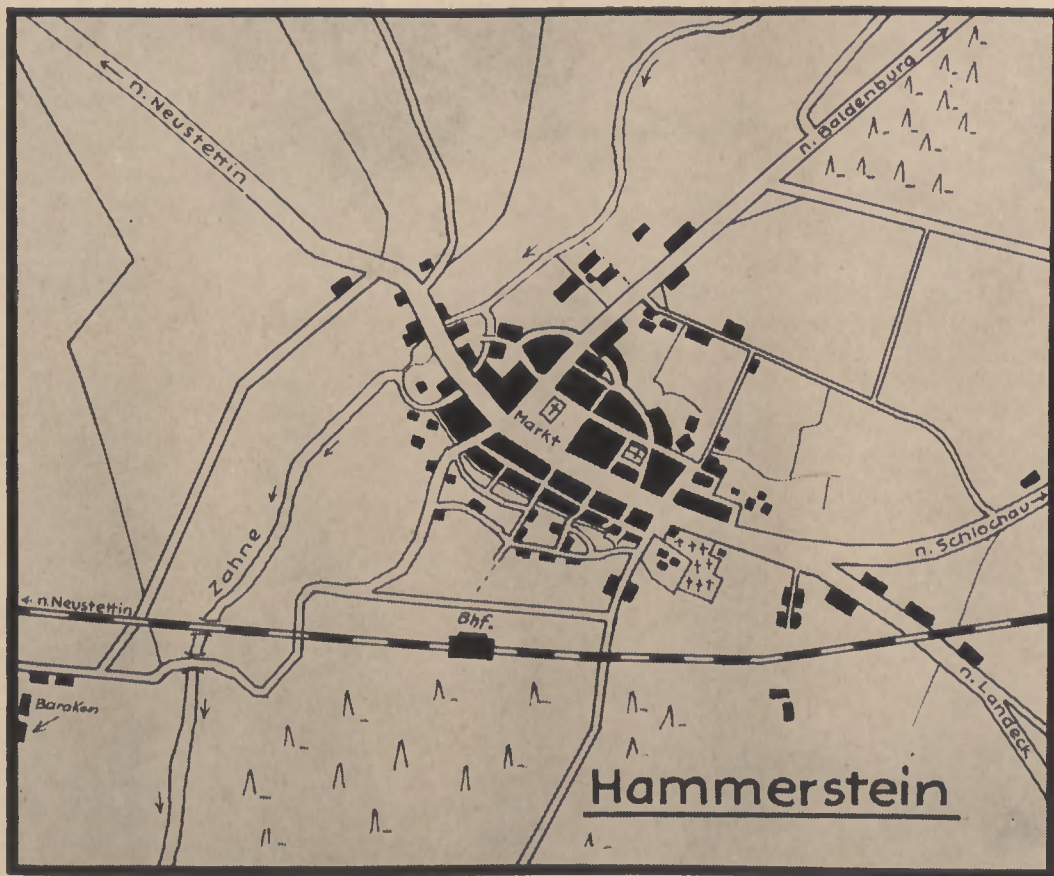 n. Neustettin
n. Baldenburg
Markt
n. Schlochau
Zahne
n. Neustettin
Bhf.
Baraken
n. Landeck
Hammerstein